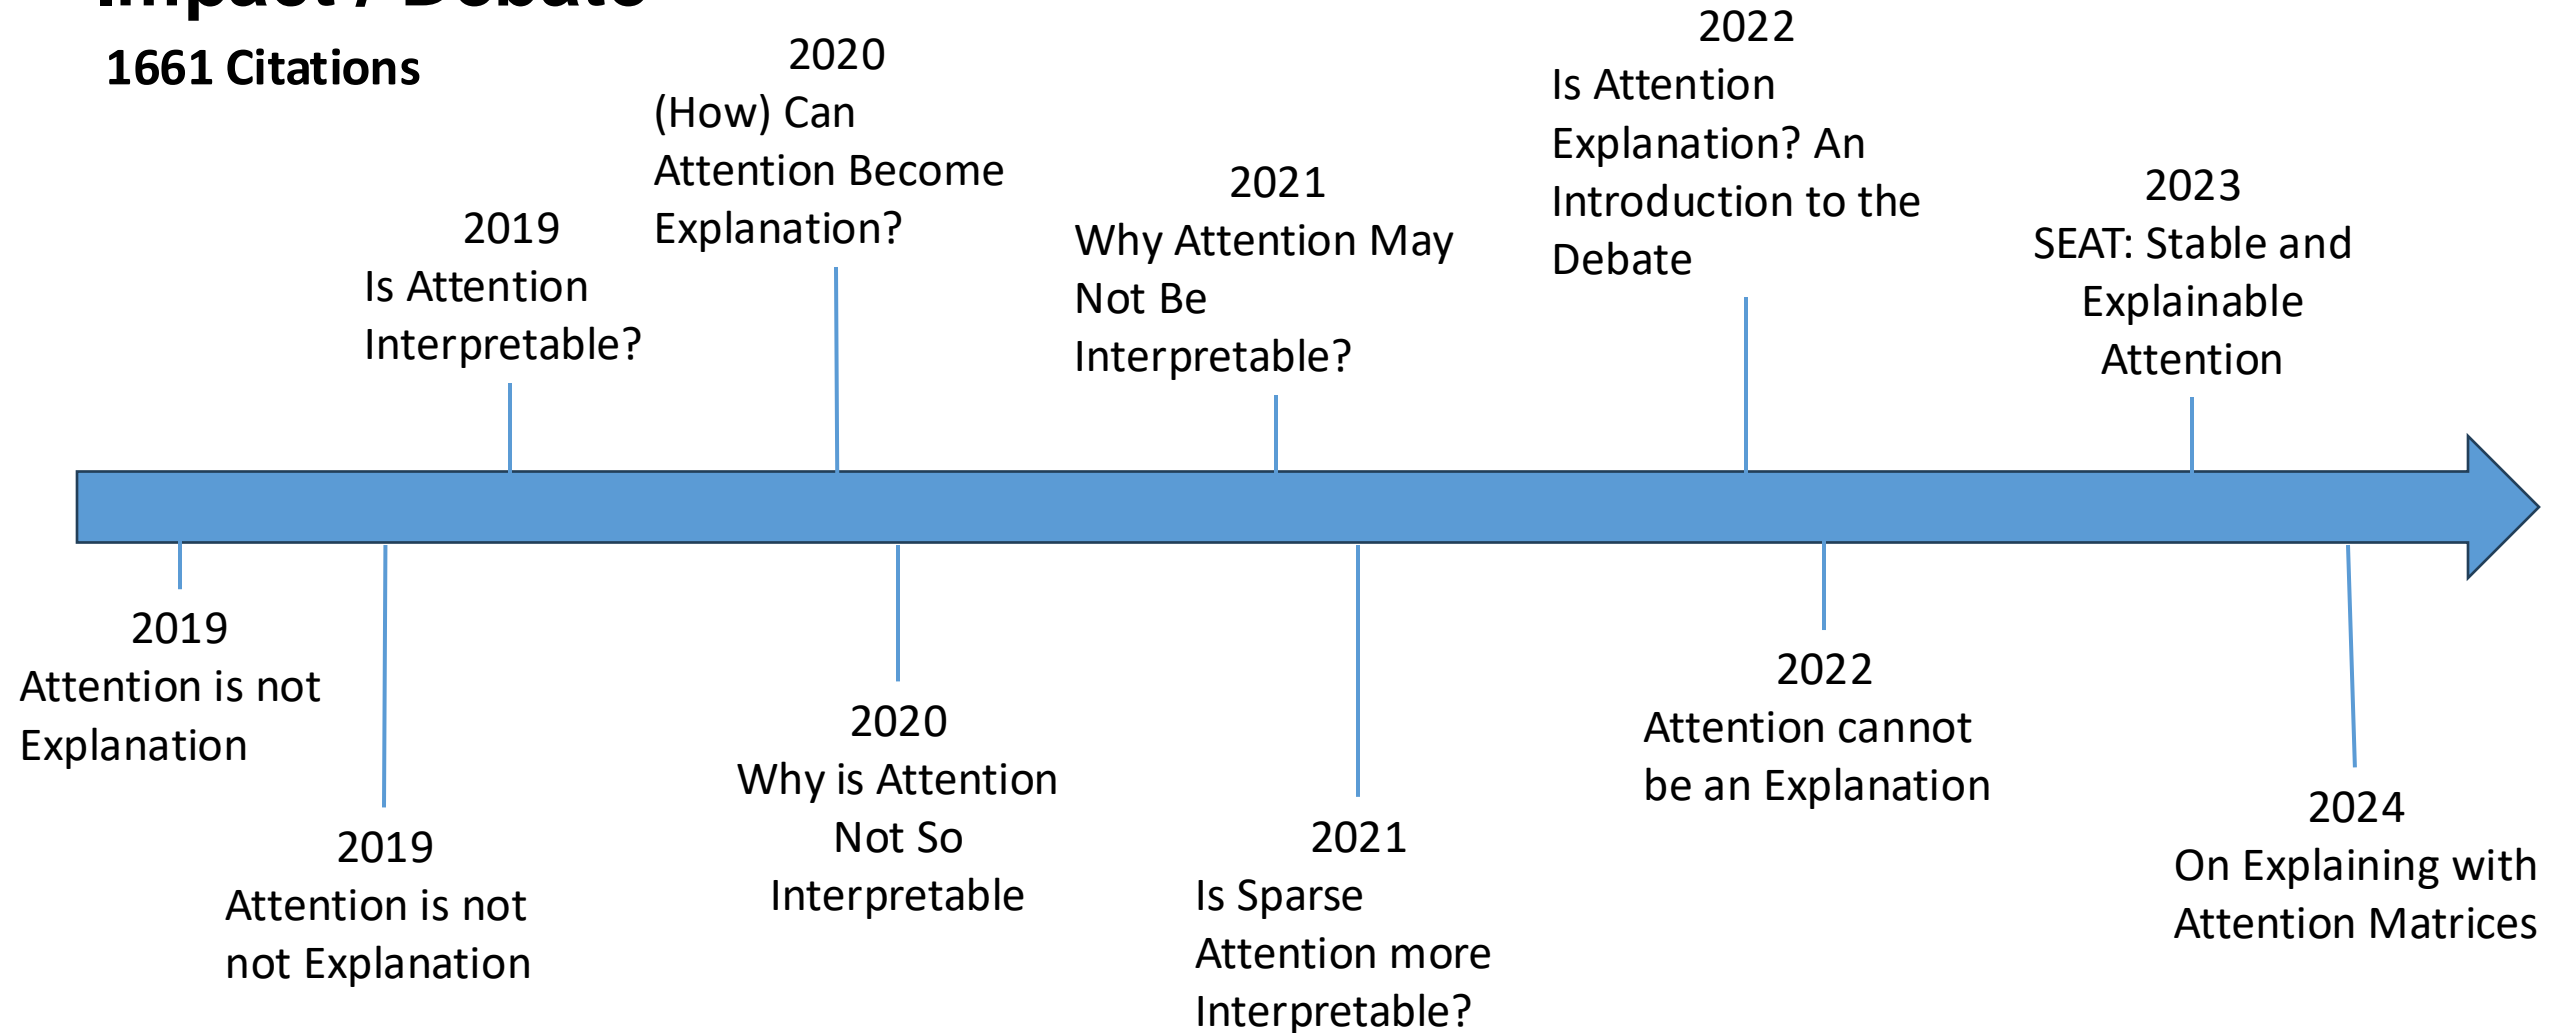 Impact / Debate
1661 Citations
2019
Is Attention
Interpretable?
2020
(How) Can
Attention Become
Explanation?
2021
Why Attention May
Not Be
Interpretable?
2022
Is Attention
Explanation? An
Introduction to the
Debate
2023
SEAT: Stable and
Explainable
Attention
2019
Attention is not
Explanation
2019
Attention is not
not Explanation
2020
Why is Attention
Not So
Interpretable
2021
Is Sparse
Attention more
Interpretable?
2022
Attention cannot
be an Explanation
2024
On Explaining with
Attention Matrices